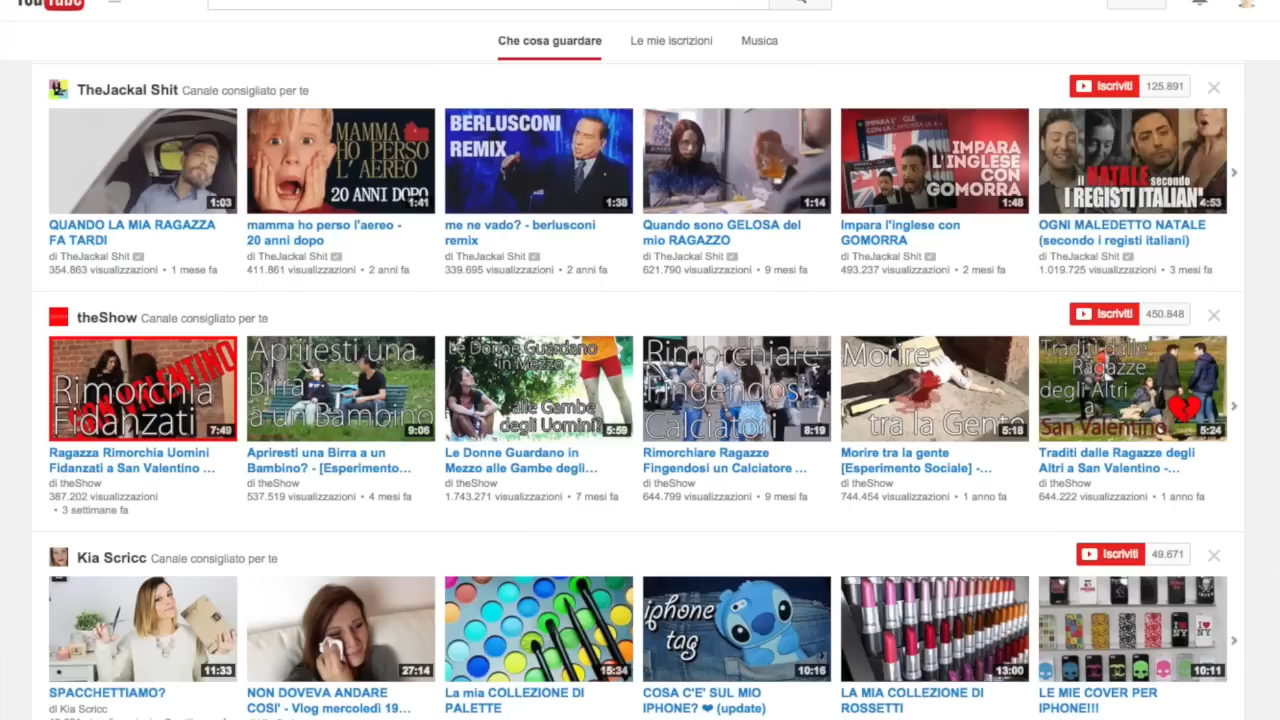 YouTube
Che cosa guardare Le mie iscrizioni Musica
TheJackal Shit Canale consigliato per te Iscriviti 125.891
1:03
MAMMA
HO PERSO
L'AEREO
20 ANNI DOPO
1:41
BERLUSCONI
REMIX
1:38
1:14
IMPARA
L'INGLESE
CON
GOMORRA
1:48
il NATALE secondo
I REGISTI ITALIAN'
4:53
QUANDO LA MIA RAGAZZA
FA TARDI
di TheJackal Shit
354.863 visualizzazioni • 1 mese fa
mamma ho perso l'aereo -
20 anni dopo
di TheJackal Shit
411.861 visualizzazioni • 2 anni fa
me ne vado? - berlusconi
remix
di TheJackal Shit
339.695 visualizzazioni • 2 anni fa
Quando sono GELOSA del
mio RAGAZZO
di TheJackal Shit
621.790 visualizzazioni • 9 mesi fa
Impara l'inglese con
GOMORRA
di TheJackal Shit
493.237 visualizzazioni • 2 mesi fa
OGNI MALEDETTO NATALE
(secondo i registi italiani)
di TheJackal Shit
1.019.725 visualizzazioni • 3 mesi fa
theShow Canale consigliato per te Iscriviti 450.848
Rimorchia
Fidanzati
7:49
Apriresti una
Birra
a un Bambino
9:06
Le Donne Guardano
in Mezzo
alle Gambe
degli Uomini?
5:59
Rimorchiare
Fingendosi
Calciatori
8:19
Morire
tra la Gente
5:18
Traditi dalle
Ragazze
degli Altri
a
San Valentino
5:24
Ragazza Rimorchia Uomini
Fidanzati a San Valentino ...
di theShow
387.202 visualizzazioni
• 3 settimane fa
Apriresti una Birra a un
Bambino? - [Esperimento...
di theShow
537.519 visualizzazioni • 4 mesi fa
Le Donne Guardano in
Mezzo alle Gambe degli...
di theShow
1.743.271 visualizzazioni • 7 mesi fa
Rimorchiare Ragazze
Fingendosi un Calciatore ...
di theShow
644.799 visualizzazioni • 9 mesi fa
Morire tra la gente
[Esperimento Sociale] -...
di theShow
744.454 visualizzazioni • 1 anno fa
Traditi dalle Ragazze degli
Altri a San Valentino -...
di theShow
644.222 visualizzazioni • 1 anno fa
Kia Scricc Canale consigliato per te Iscriviti 49.671
11:33
27:14
15:34
iphone
tag
10:16
13:00
10:11
SPACCHETTIAMO?
di Kia Scricc
NON DOVEVA ANDARE
COSI' - Vlog mercoledì 19...
La mia COLLEZIONE DI
PALETTE
COSA C'E' SUL MIO
IPHONE? ❤ (update)
LA MIA COLLEZIONE DI
ROSSETTI
LE MIE COVER PER
IPHONE!!!